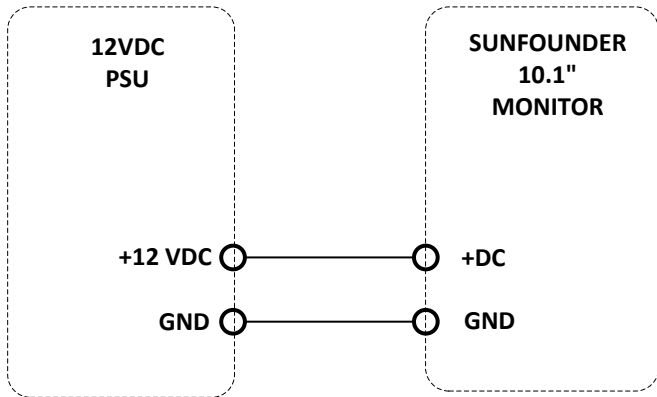 12VDC
PSU
SUNFOUNDER
10.1"
MONITOR
+12 VDC
+DC
GND
GND